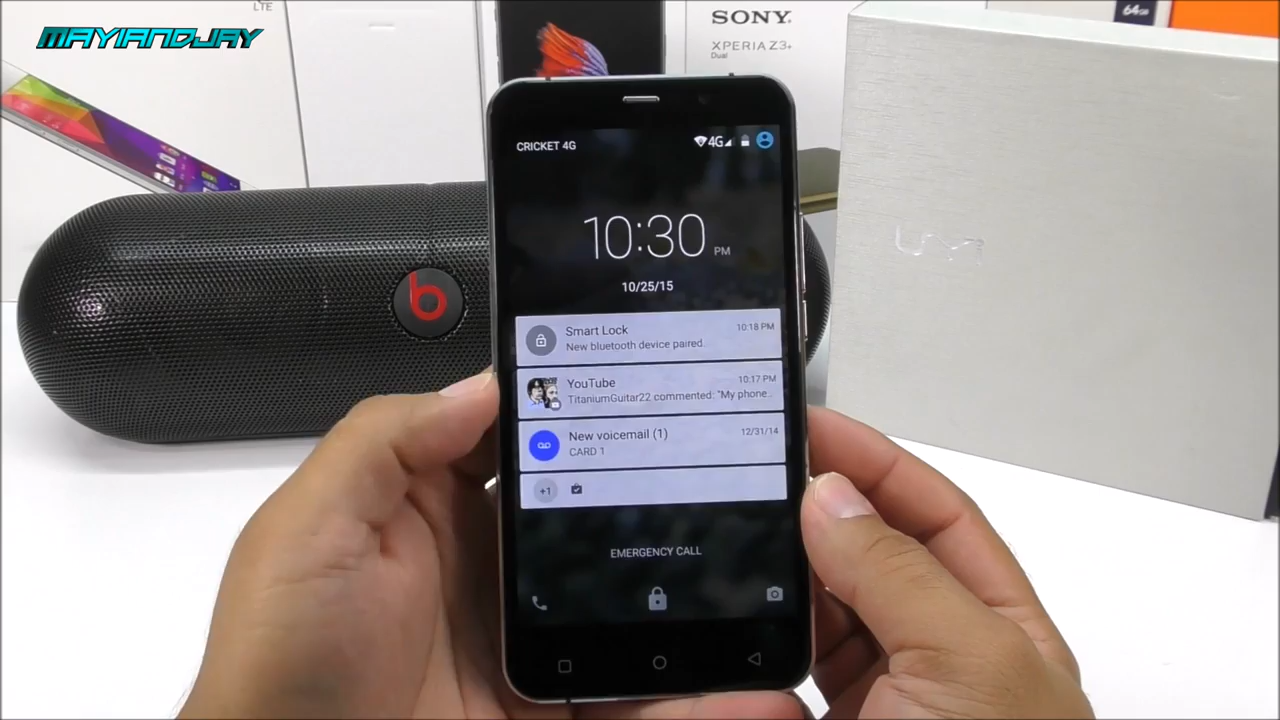 MAYIANDJAY
LTE
SONY
XPERIA Z3+
Dual
64GB
UMI
b
CRICKET 4G
4G
10:30 PM
10/25/15
Smart Lock 10:18 PM
New bluetooth device paired.
YouTube 10:17 PM
TitaniumGuitar22 commented: "My phone..
New voicemail (1) 12/31/14
CARD 1
+1
EMERGENCY CALL